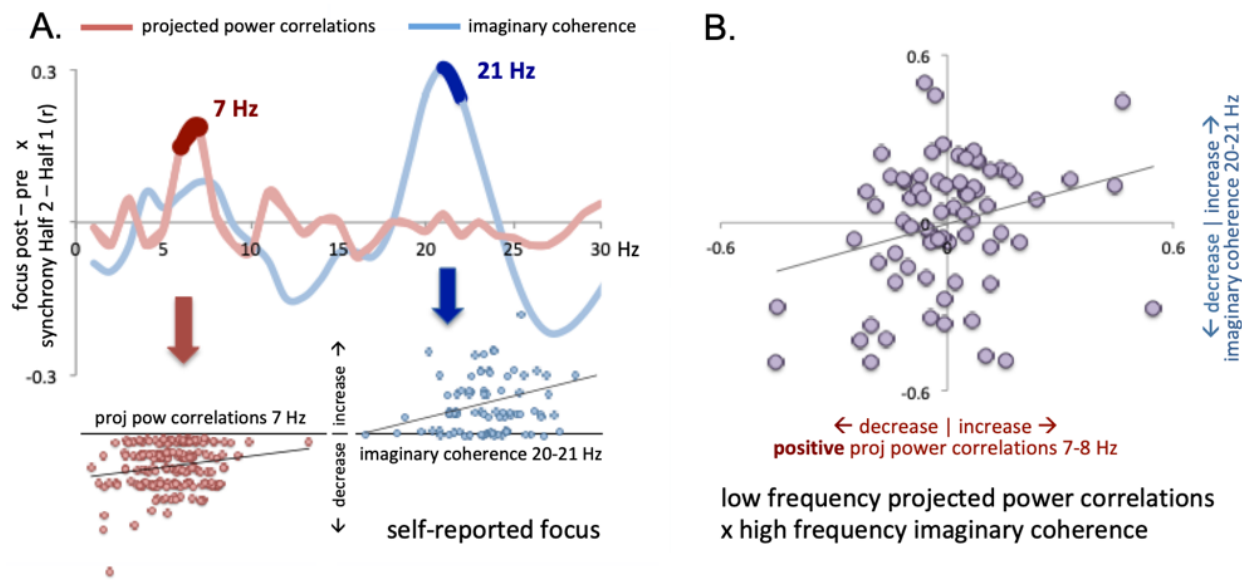 A.
projected power correlations
imaginary coherence
focus post – pre x
synchrony Half 2 – Half 1 (r)
0.3
7 Hz
21 Hz
0 5 10 15 20 25 30 Hz
-0.3
proj pow correlations 7 Hz
← decrease | increase →
imaginary coherence 20-21 Hz
self-reported focus
B.
0.6
-0.6
0
0
0.6
-0.6
← decrease | increase →
imaginary coherence 20-21 Hz
← decrease | increase →
positive proj power correlations 7-8 Hz
low frequency projected power correlations
x high frequency imaginary coherence